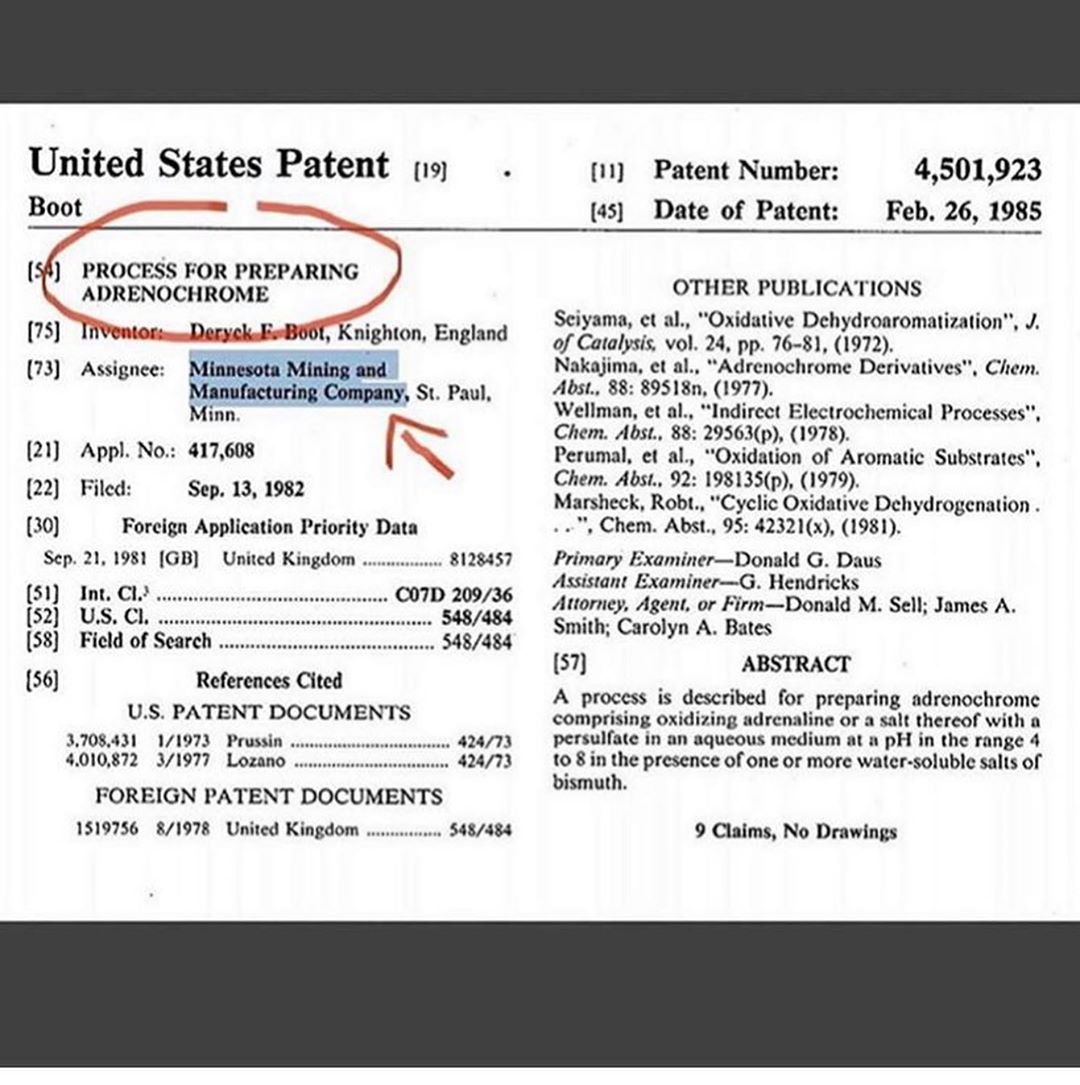 United States Patent [19]
Boot
[11] Patent Number: 4,501,923
[45] Date of Patent: Feb. 26, 1985
[54] PROCESS FOR PREPARING
ADRENOCHROME
[75] Inventor: Deryck F. Boot, Knighton, England
[73] Assignee: Minnesota Mining and
Manufacturing Company, St. Paul,
Minn.
[21] Appl. No.: 417,608
[22] Filed: Sep. 13, 1982
[30] Foreign Application Priority Data
Sep. 21, 1981 [GB] United Kingdom ................ 8128457
[51] Int. Cl.³ ........................................ C07D 209/36
[52] U.S. Cl. ................................................ 548/484
[58] Field of Search ..................................... 548/484
[56] References Cited
U.S. PATENT DOCUMENTS
3,708,431 1/1973 Prussin ................................ 424/73
4,010,872 3/1977 Lozano ................................ 424/73
FOREIGN PATENT DOCUMENTS
1519756 8/1978 United Kingdom ................ 548/484
OTHER PUBLICATIONS
Seiyama, et al., "Oxidative Dehydroaromatization", J.
of Catalysis, vol. 24, pp. 76-81, (1972).
Nakajima, et al., "Adrenochrome Derivatives", Chem.
Abst., 88: 89518n, (1977).
Wellman, et al., "Indirect Electrochemical Processes",
Chem. Abst., 88: 29563(p), (1978).
Perumal, et al., "Oxidation of Aromatic Substrates",
Chem. Abst., 92: 198135(p), (1979).
Marsheck, Robt., "Cyclic Oxidative Dehydrogenation .
. . ", Chem. Abst., 95: 42321(x), (1981).
Primary Examiner—Donald G. Daus
Assistant Examiner—G. Hendricks
Attorney, Agent, or Firm—Donald M. Sell; James A.
Smith; Carolyn A. Bates
[57] ABSTRACT
A process is described for preparing adrenochrome
comprising oxidizing adrenaline or a salt thereof with a
persulfate in an aqueous medium at a pH in the range 4
to 8 in the presence of one or more water-soluble salts of
bismuth.
9 Claims, No Drawings